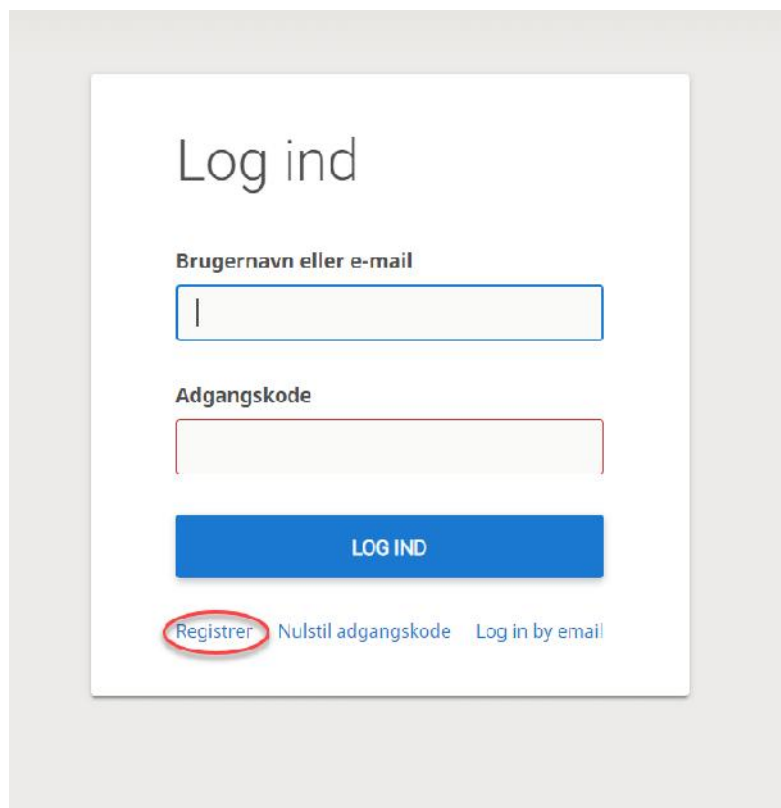 Log ind
Brugernavn eller e-mail
Adgangskode
LOG IND
Registrer Nulstil adgangskode Log in by email